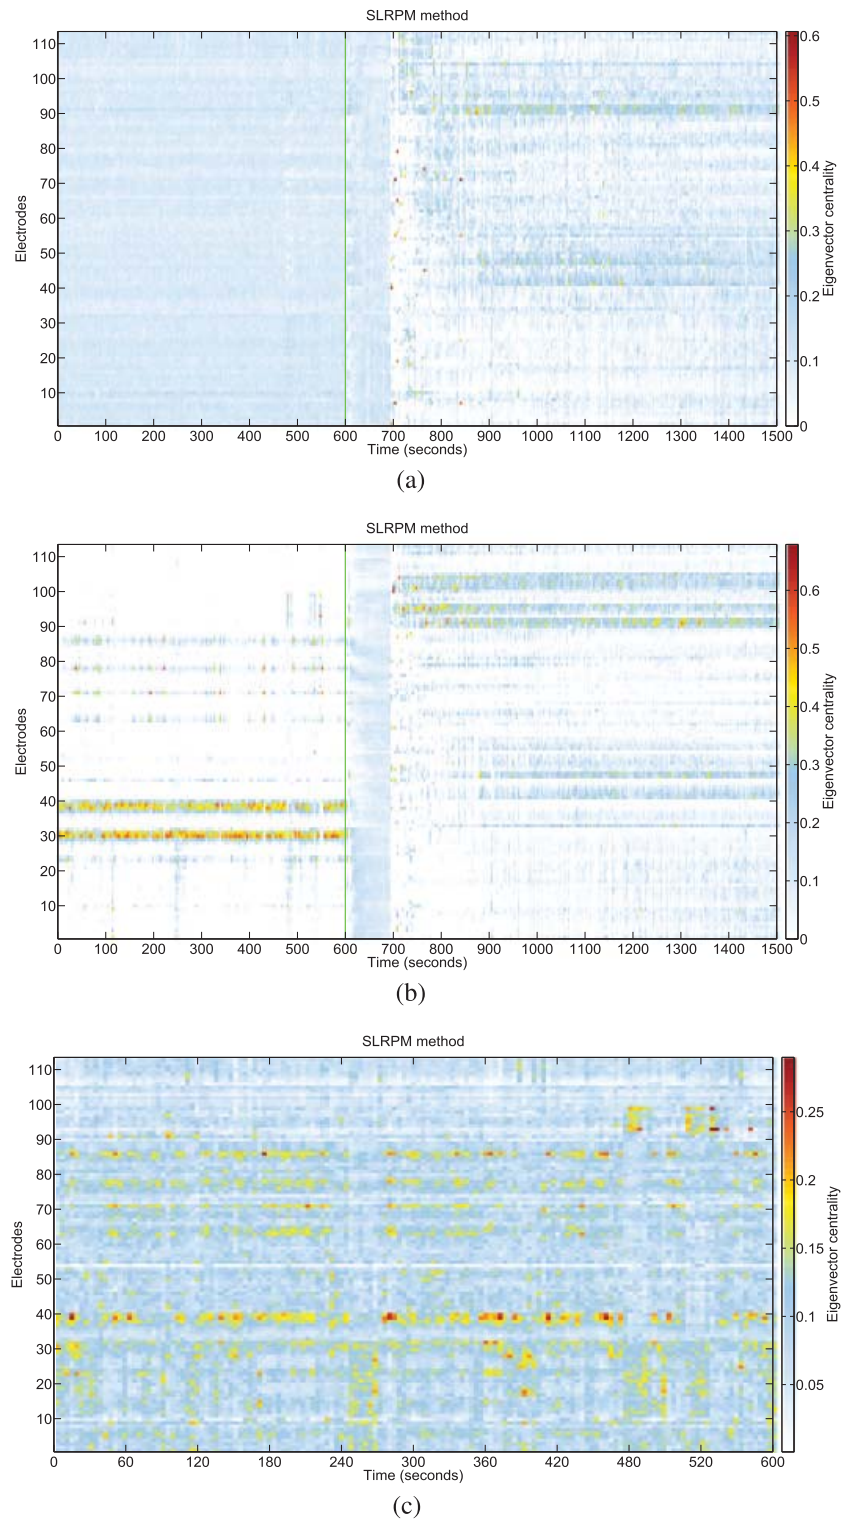 SLRPM method
110
100
90
80
70
60
50
40
30
20
10
Electrodes
0 100 200 300 400 500 600 700 800 900 1000 1100 1200 1300 1400 1500
Time (seconds)
0.6
0.5
0.4
0.3
0.2
0.1
0
Eigenvector centrality
(a)
SLRPM method
110
100
90
80
70
60
50
40
30
20
10
Electrodes
0 100 200 300 400 500 600 700 800 900 1000 1100 1200 1300 1400 1500
Time (seconds)
0.6
0.5
0.4
0.3
0.2
0.1
0
Eigenvector centrality
(b)
SLRPM method
110
100
90
80
70
60
50
40
30
20
10
Electrodes
0 60 120 180 240 300 360 420 480 520 600
Time (seconds)
0.25
0.2
0.15
0.1
0.05
Eigenvector centrality
(c)